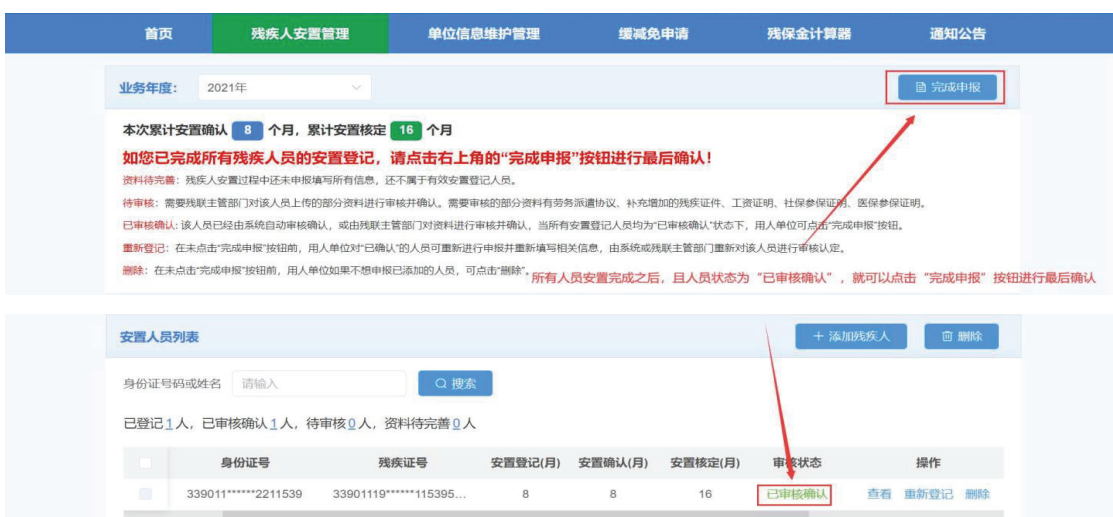 首页 残疾人安置管理 单位信息维护管理 缓减免申请 残保金计算器 通知公告
业务年度： 2021年 完成申报
本次累计安置确认 8 个月，累计安置核定 16 个月
如您已完成所有残疾人员的安置登记，请点击右上角的“完成申报”按钮进行最后确认！
资料待完善：残疾人安置过程中还未申报填写所有信息，还不属于有效安置登记人员。
待审核：需要残联主管部门对该人员上传的部分资料进行审核并确认。需要审核的部分资料有劳务派遣协议、补充增加的残疾证件、工资证明、社保参保证明、医保参保证明。
已审核确认：该人员已经由系统自动审核确认，或由残联主管部门对资料进行审核并确认，当所有安置登记人员均为“已审核确认”状态下，用人单位可点击“完成申报”按钮。
重新登记：在未点击“完成申报”按钮前，用人单位对“已确认”的人员可重新进行申报并重新填写相关信息，由系统或残联主管部门重新对该人员进行审核认定。
删除：在未点击“完成申报”按钮前，用人单位如果不想申报已添加的人员，可点击“删除”。
所有人员安置完成之后，且人员状态为“已审核确认”，就可以点击“完成申报”按钮进行最后确认
安置人员列表 + 添加残疾人 删除
身份证号码或姓名 请输入 搜索
已登记1人，已审核确认1人，待审核0人，资料待完善0人
身份证号 残疾证号 安置登记(月) 安置确认(月) 安置核定(月) 审核状态 操作
339011******2211539 33901119******115395... 8 8 16 已审核确认 查看 重新登记 删除